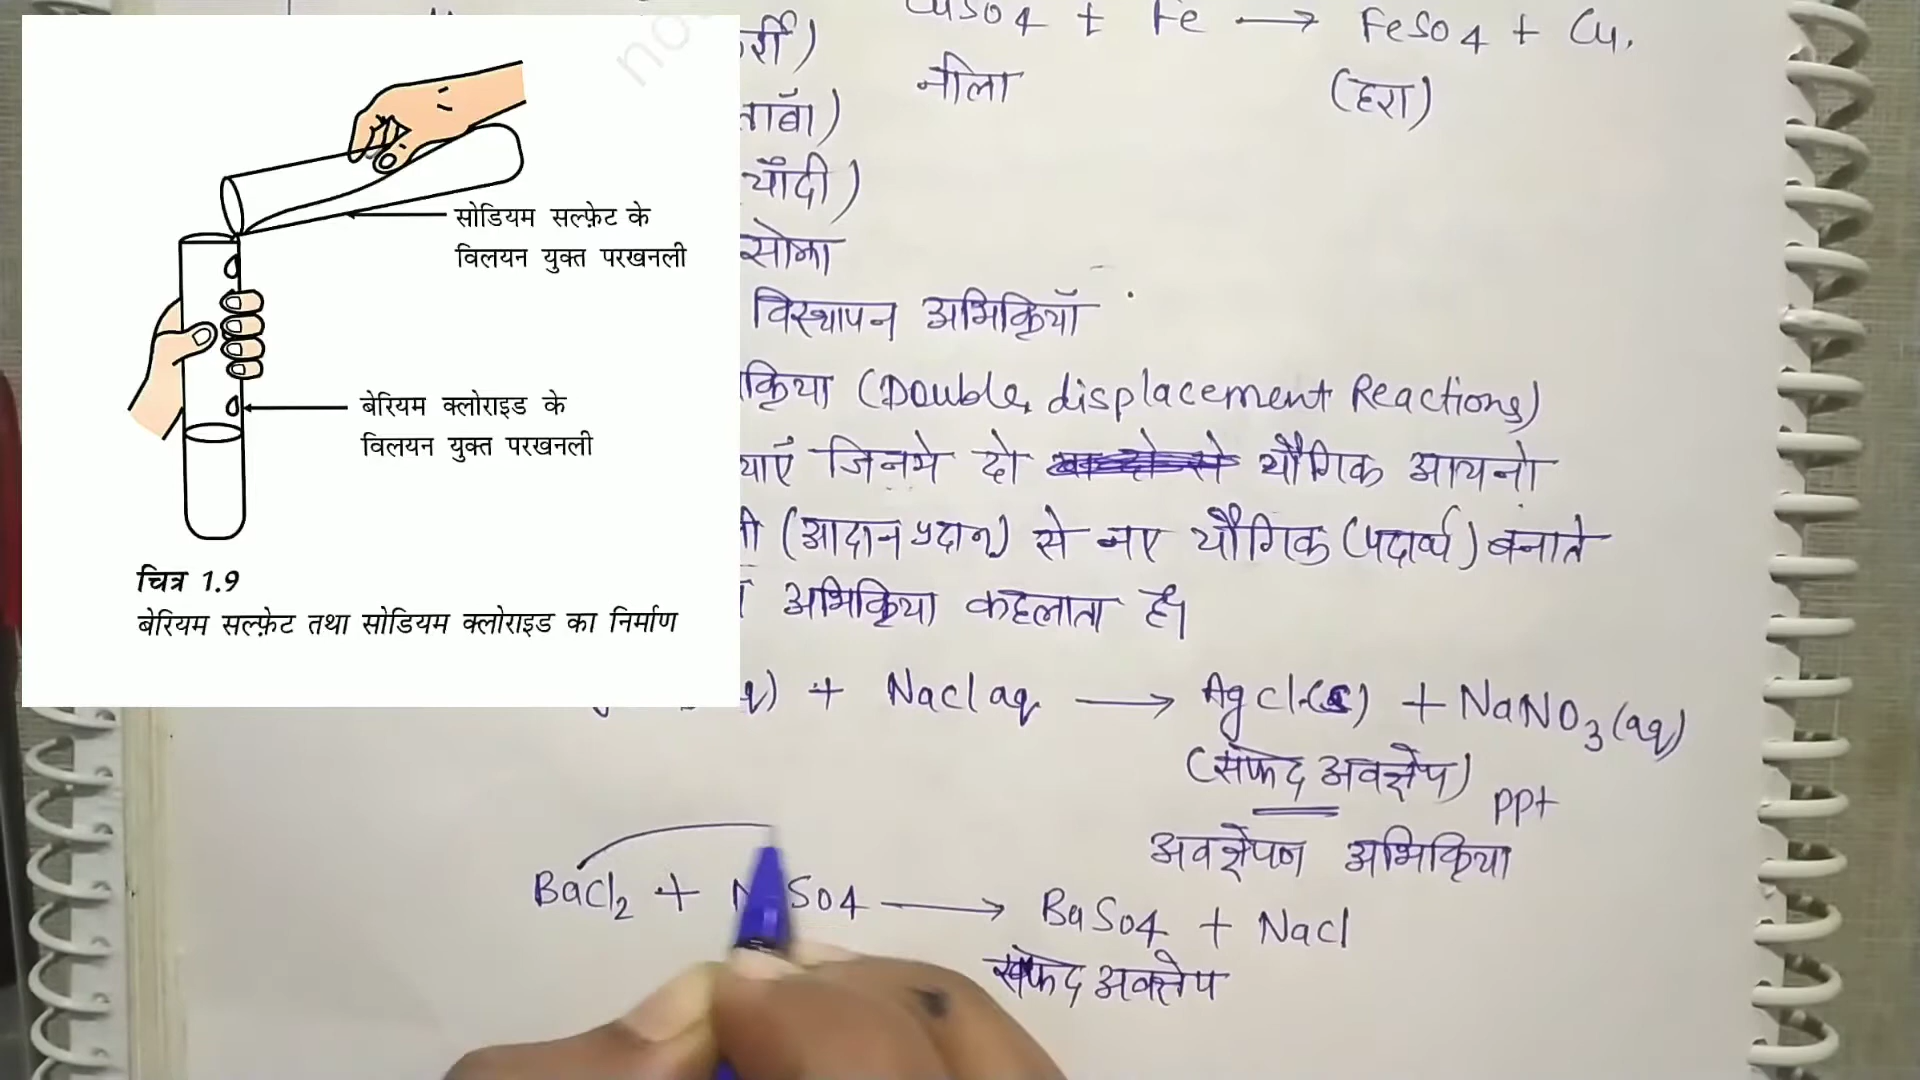 CuSO4 + Fe → FeSO4 + Cu.
नीला (हरा)
सोडियम सल्फ़ेट के
विलयन युक्त परखनली
बेरियम क्लोराइड के
विलयन युक्त परखनली
चित्र 1.9
बेरियम सल्फ़ेट तथा सोडियम क्लोराइड का निर्माण
विस्थापन अभिक्रियाँ
(Double displacement Reactions)
जिनमे दो यौगिक आयनो
(आदान प्रदान) से नए यौगिक (पदार्थ) बनाते
अभिक्रिया कहलाता है।
+ Nacl aq → Agcl(s) + NaNO3(aq)
(सफेद अवक्षेप)
ppt
अवक्षेपण अभिक्रिया
BaCl2 + SO4 → BaSO4 + Nacl
सफेद अवक्षेप